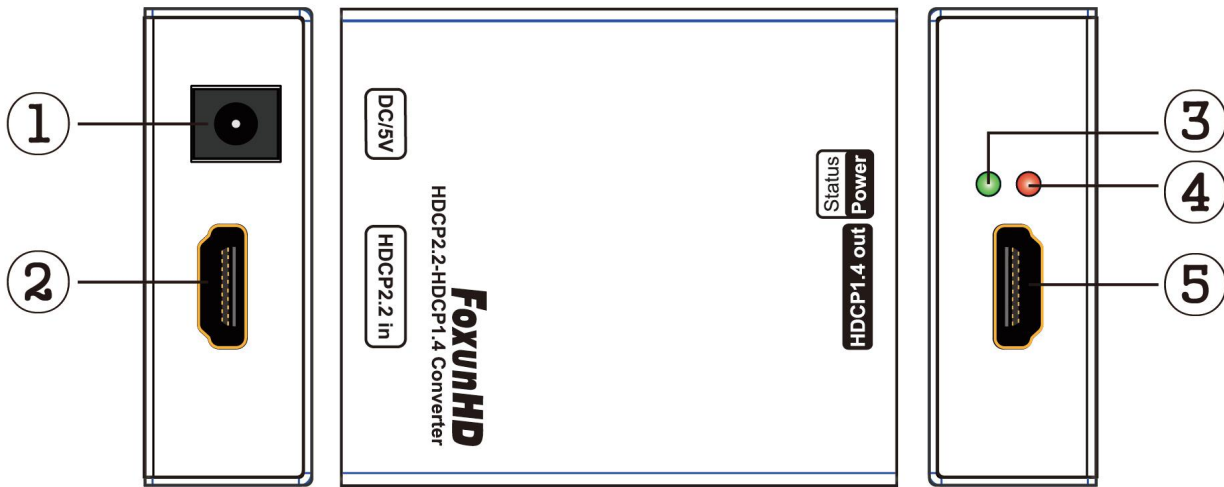 1
2
DC/5V
HDCP2.2 in
HDCP2.2-HDCP1.4 Converter
FoxunHD
Status
Power
HDCP1.4 out
3
4
5